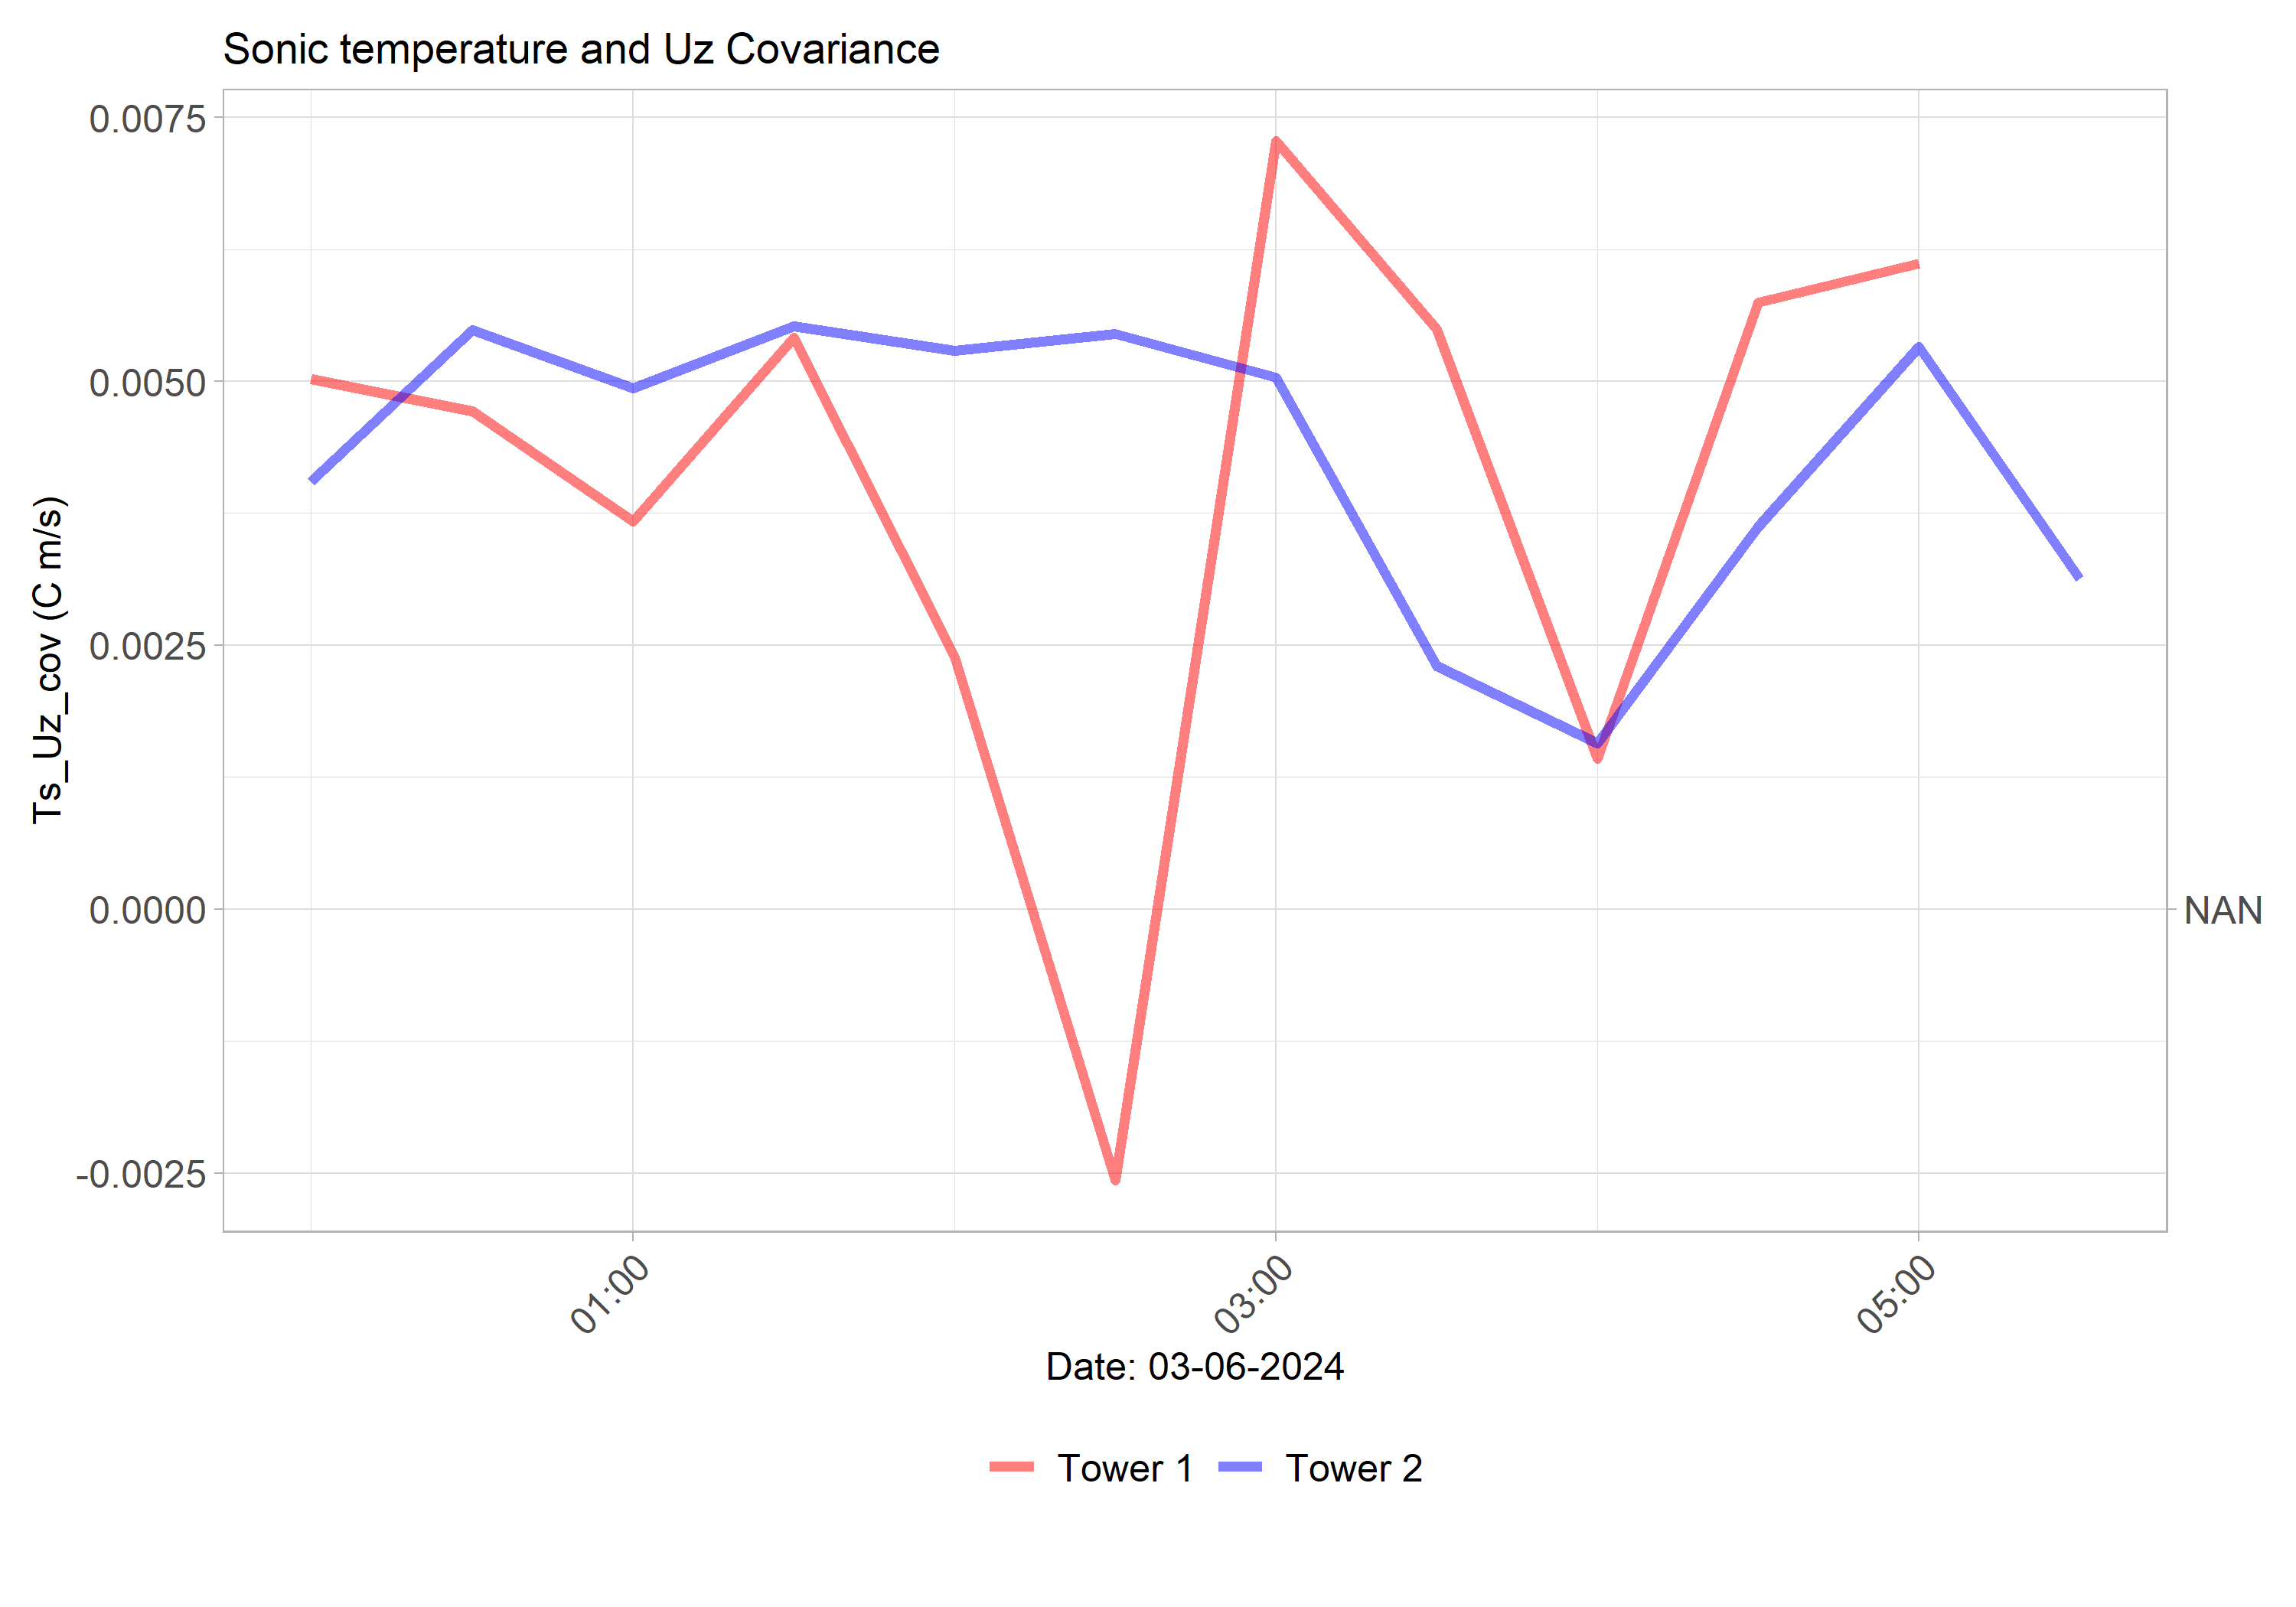 Sonic temperature and Uz Covariance
Ts_Uz_cov (C m/s)
0.0075
0.0050
0.0025
0.0000
-0.0025
NAN
01:00
03:00
05:00
Date: 03-06-2024
Tower 1
Tower 2